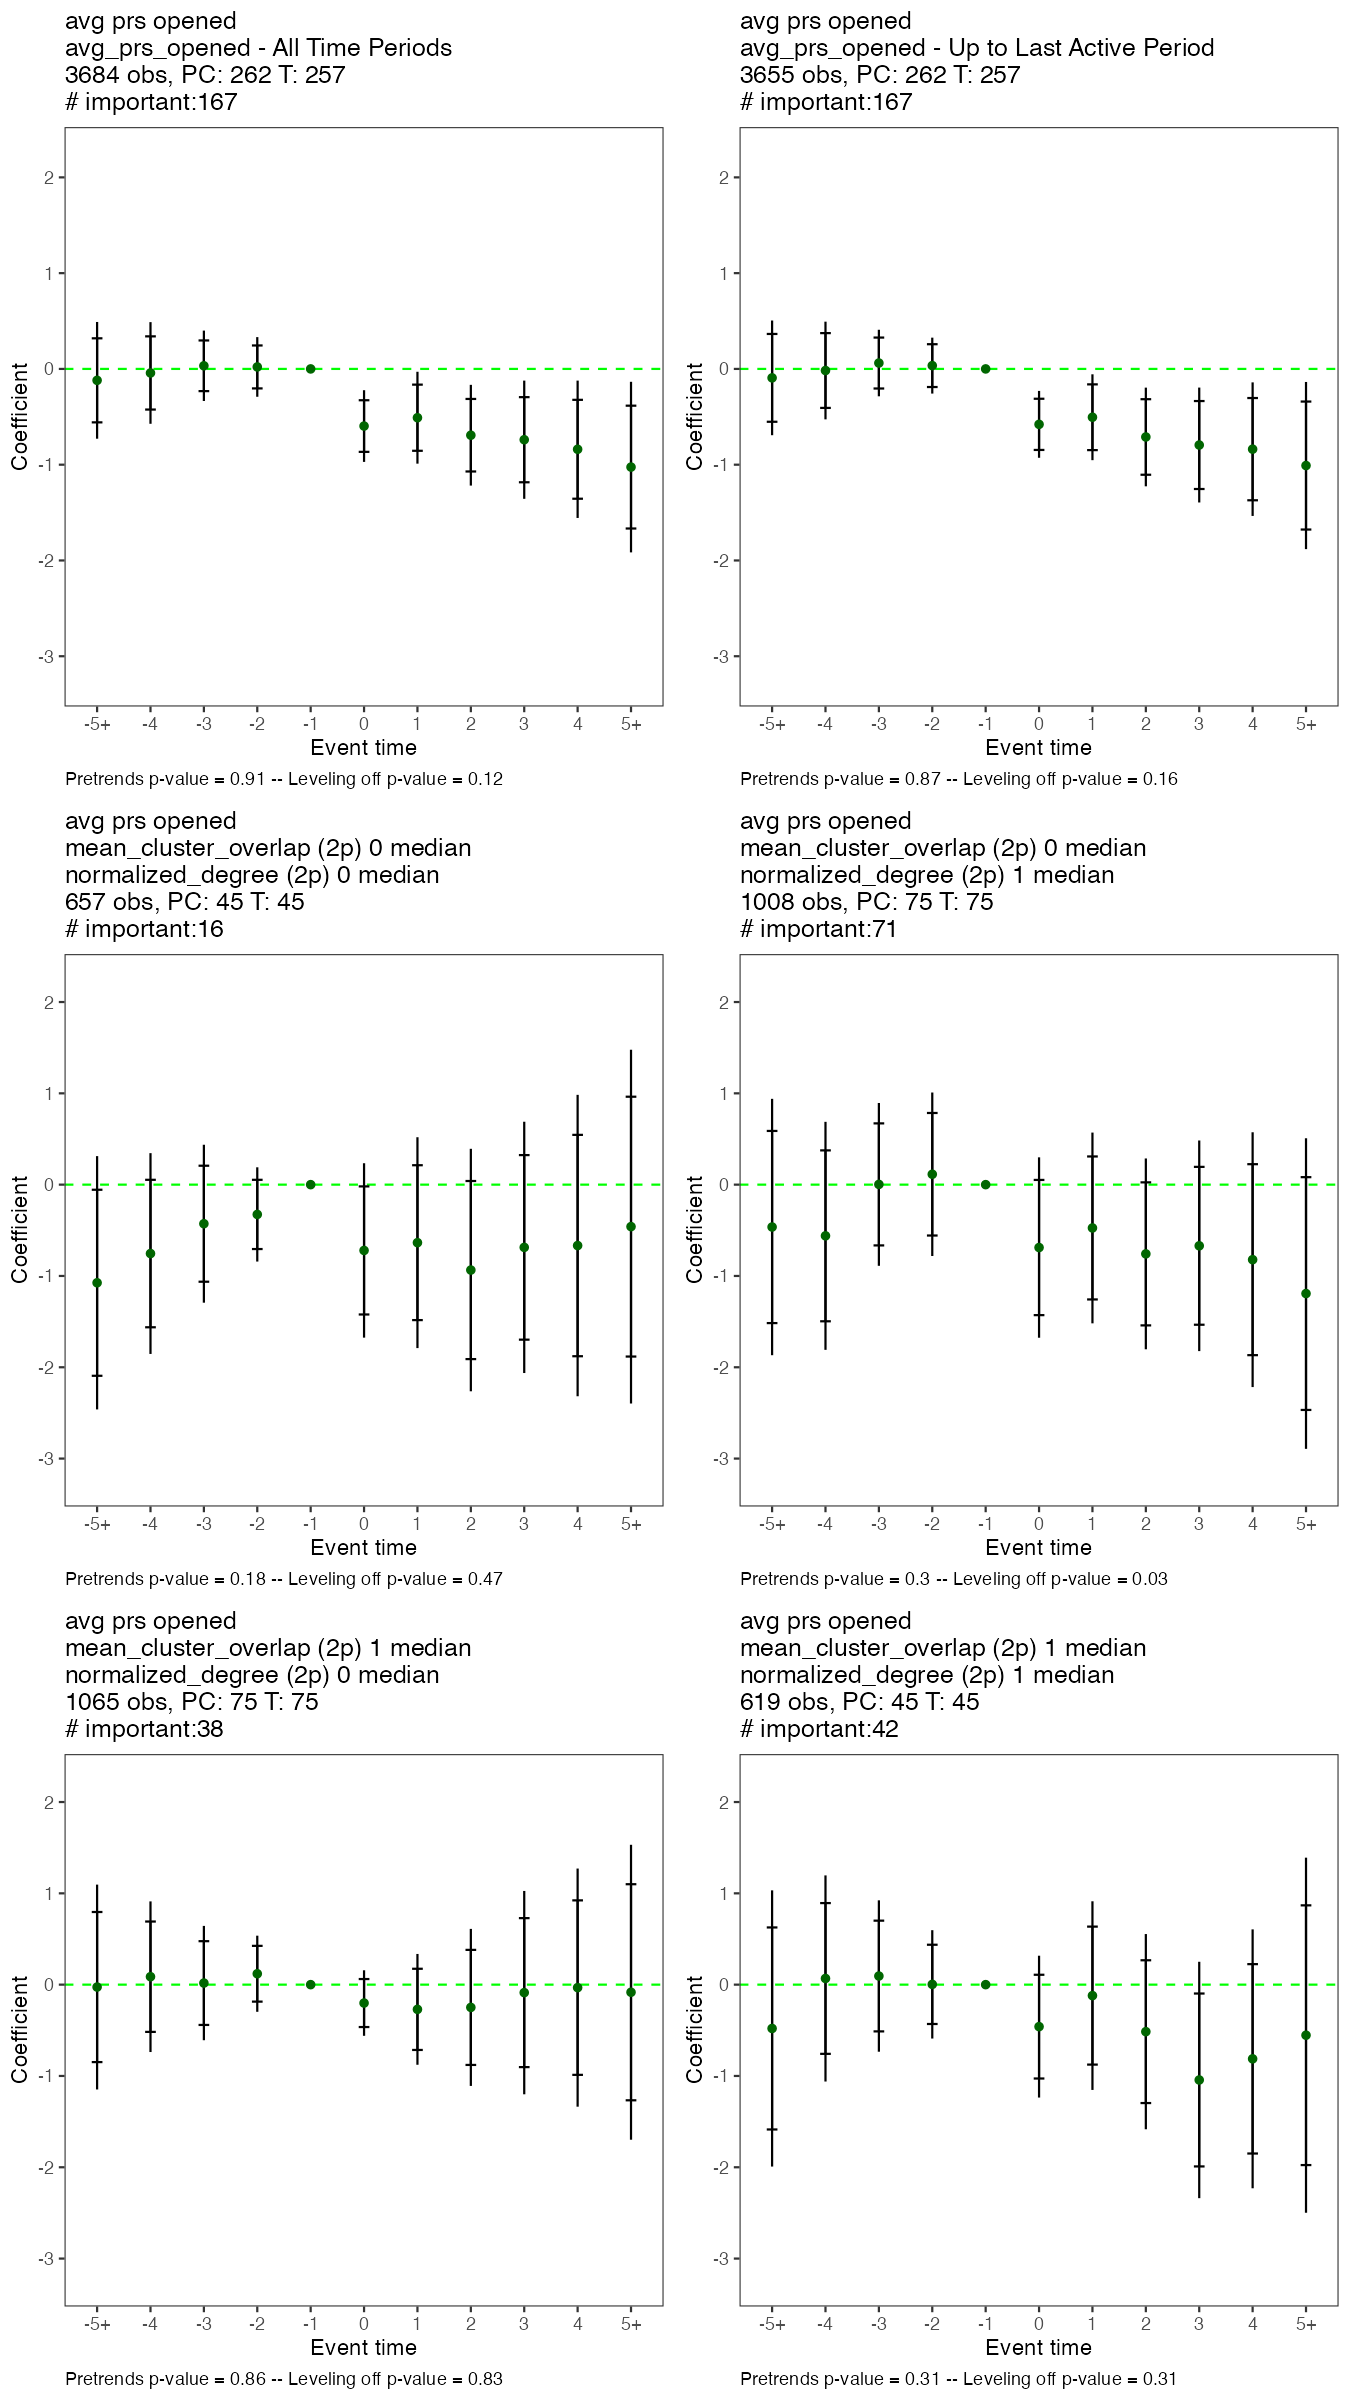 avg prs opened
avg_prs_opened - All Time Periods
3684 obs, PC: 262 T: 257
# important:167
2
1
0
-1
-2
-3
Coefficient
-5+ -4 -3 -2 -1 0 1 2 3 4 5+
Event time
Pretrends p-value = 0.91 -- Leveling off p-value = 0.12
avg prs opened
avg_prs_opened - Up to Last Active Period
3655 obs, PC: 262 T: 257
# important:167
2
1
0
-1
-2
-3
Coefficient
-5+ -4 -3 -2 -1 0 1 2 3 4 5+
Event time
Pretrends p-value = 0.87 -- Leveling off p-value = 0.16
avg prs opened
mean_cluster_overlap (2p) 0 median
normalized_degree (2p) 0 median
657 obs, PC: 45 T: 45
# important:16
2
1
0
-1
-2
-3
Coefficient
-5+ -4 -3 -2 -1 0 1 2 3 4 5+
Event time
Pretrends p-value = 0.18 -- Leveling off p-value = 0.47
avg prs opened
mean_cluster_overlap (2p) 0 median
normalized_degree (2p) 1 median
1008 obs, PC: 75 T: 75
# important:71
2
1
0
-1
-2
-3
Coefficient
-5+ -4 -3 -2 -1 0 1 2 3 4 5+
Event time
Pretrends p-value = 0.3 -- Leveling off p-value = 0.03
avg prs opened
mean_cluster_overlap (2p) 1 median
normalized_degree (2p) 0 median
1065 obs, PC: 75 T: 75
# important:38
2
1
0
-1
-2
-3
Coefficient
-5+ -4 -3 -2 -1 0 1 2 3 4 5+
Event time
Pretrends p-value = 0.86 -- Leveling off p-value = 0.83
avg prs opened
mean_cluster_overlap (2p) 1 median
normalized_degree (2p) 1 median
619 obs, PC: 45 T: 45
# important:42
2
1
0
-1
-2
-3
Coefficient
-5+ -4 -3 -2 -1 0 1 2 3 4 5+
Event time
Pretrends p-value = 0.31 -- Leveling off p-value = 0.31